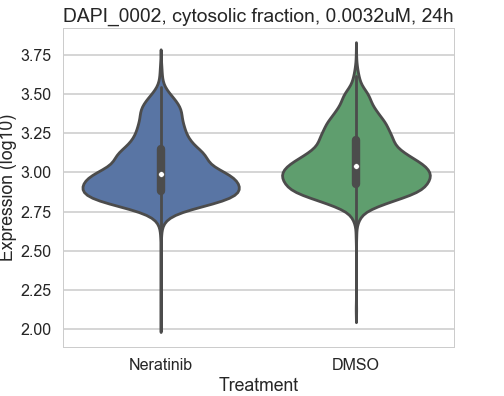 DAPI_0002, cytosolic fraction, 0.0032uM, 24h
Expression (log10)
3.75
3.50
3.25
3.00
2.75
2.50
2.25
2.00
Neratinib
DMSO
Treatment